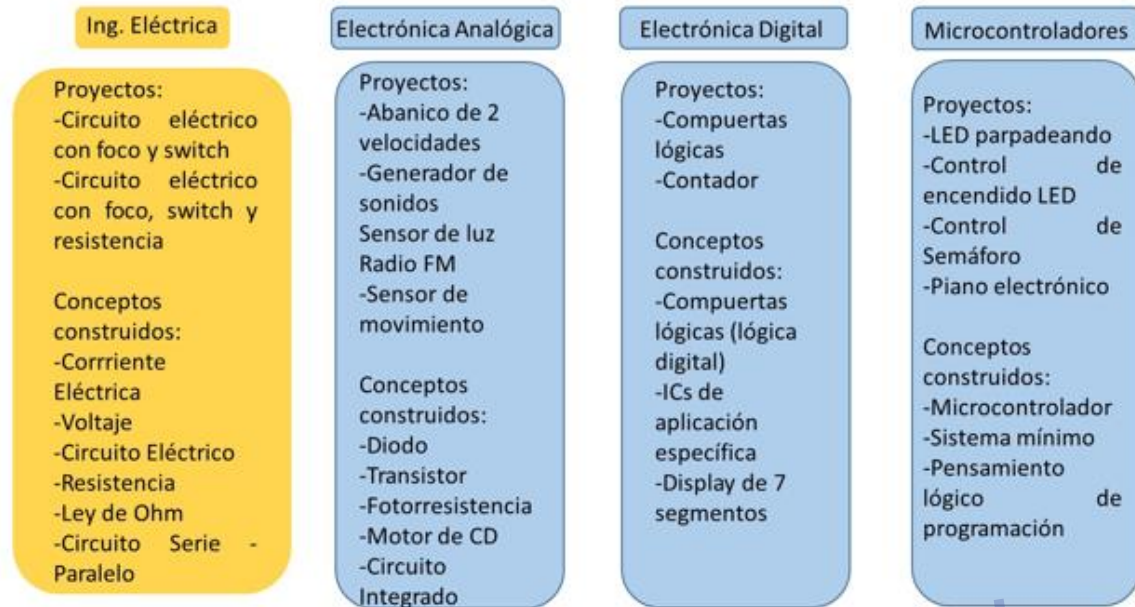 Ing. Eléctrica
Proyectos:
-Circuito eléctrico
con foco y switch
-Circuito eléctrico
con foco, switch y
resistencia
Conceptos
construidos:
-Corrriente
Eléctrica
-Voltaje
-Circuito Eléctrico
-Resistencia
-Ley de Ohm
-Circuito Serie -
Paralelo
Electrónica Analógica
Proyectos:
-Abanico de 2
velocidades
-Generador de
sonidos
Sensor de luz
Radio FM
-Sensor de
movimiento
Conceptos
construidos:
-Diodo
-Transistor
-Fotorresistencia
-Motor de CD
-Circuito
Integrado
Electrónica Digital
Proyectos:
-Compuertas
lógicas
-Contador
Conceptos
construidos:
-Compuertas
lógicas (lógica
digital)
-ICs de
aplicación
específica
-Display de 7
segmentos
Microcontroladores
Proyectos:
-LED parpadeando
-Control de
encendido LED
-Control de
Semáforo
-Piano electrónico
Conceptos
construidos:
-Microcontrolador
-Sistema mínimo
-Pensamiento
lógico de
programación